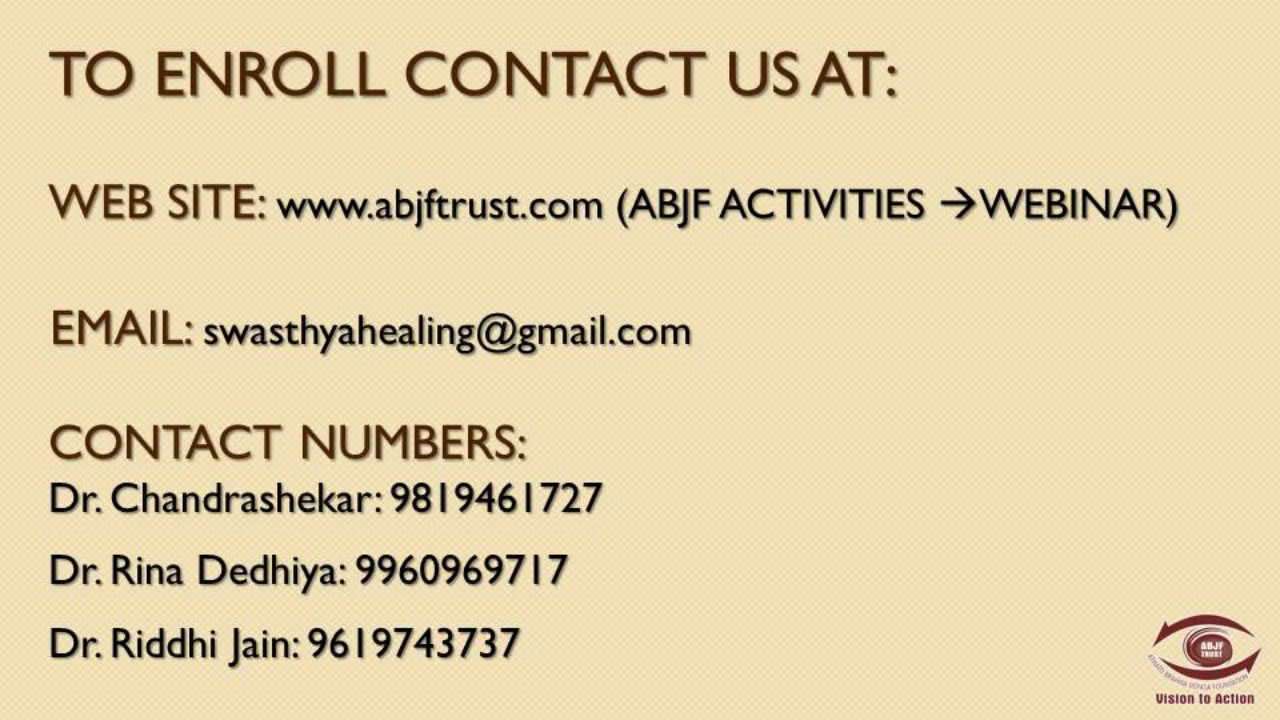 TO ENROLL CONTACT US AT:
WEB SITE: www.abjftrust.com (ABJF ACTIVITIES →WEBINAR)
EMAIL: swasthyahealing@gmail.com
CONTACT NUMBERS:
Dr. Chandrashekar: 9819461727
Dr. Rina Dedhiya: 9960969717
Dr. Riddhi Jain: 9619743737
ABJF
TRUST
Vision to Action